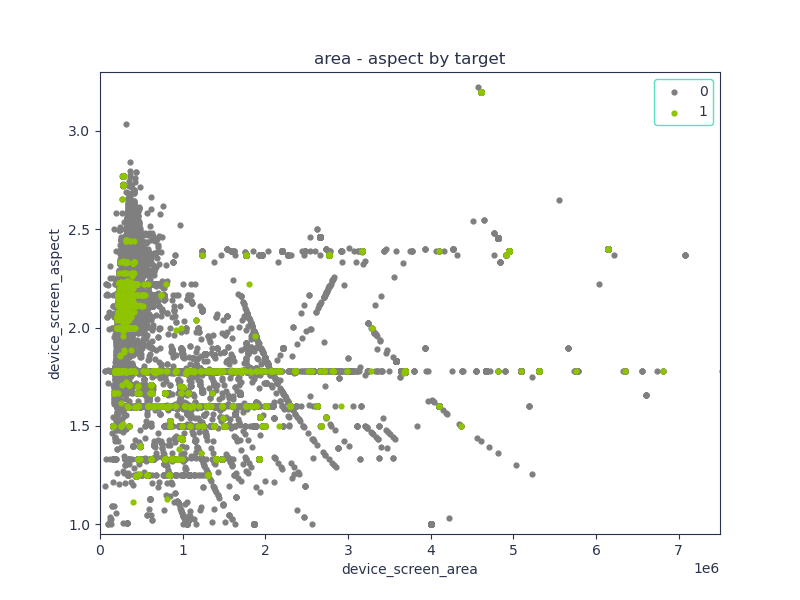 area - aspect by target
0
1
3.0
2.5
2.0
1.5
1.0
device_screen_aspect
0 1 2 3 4 5 6 7
1e6
device_screen_area